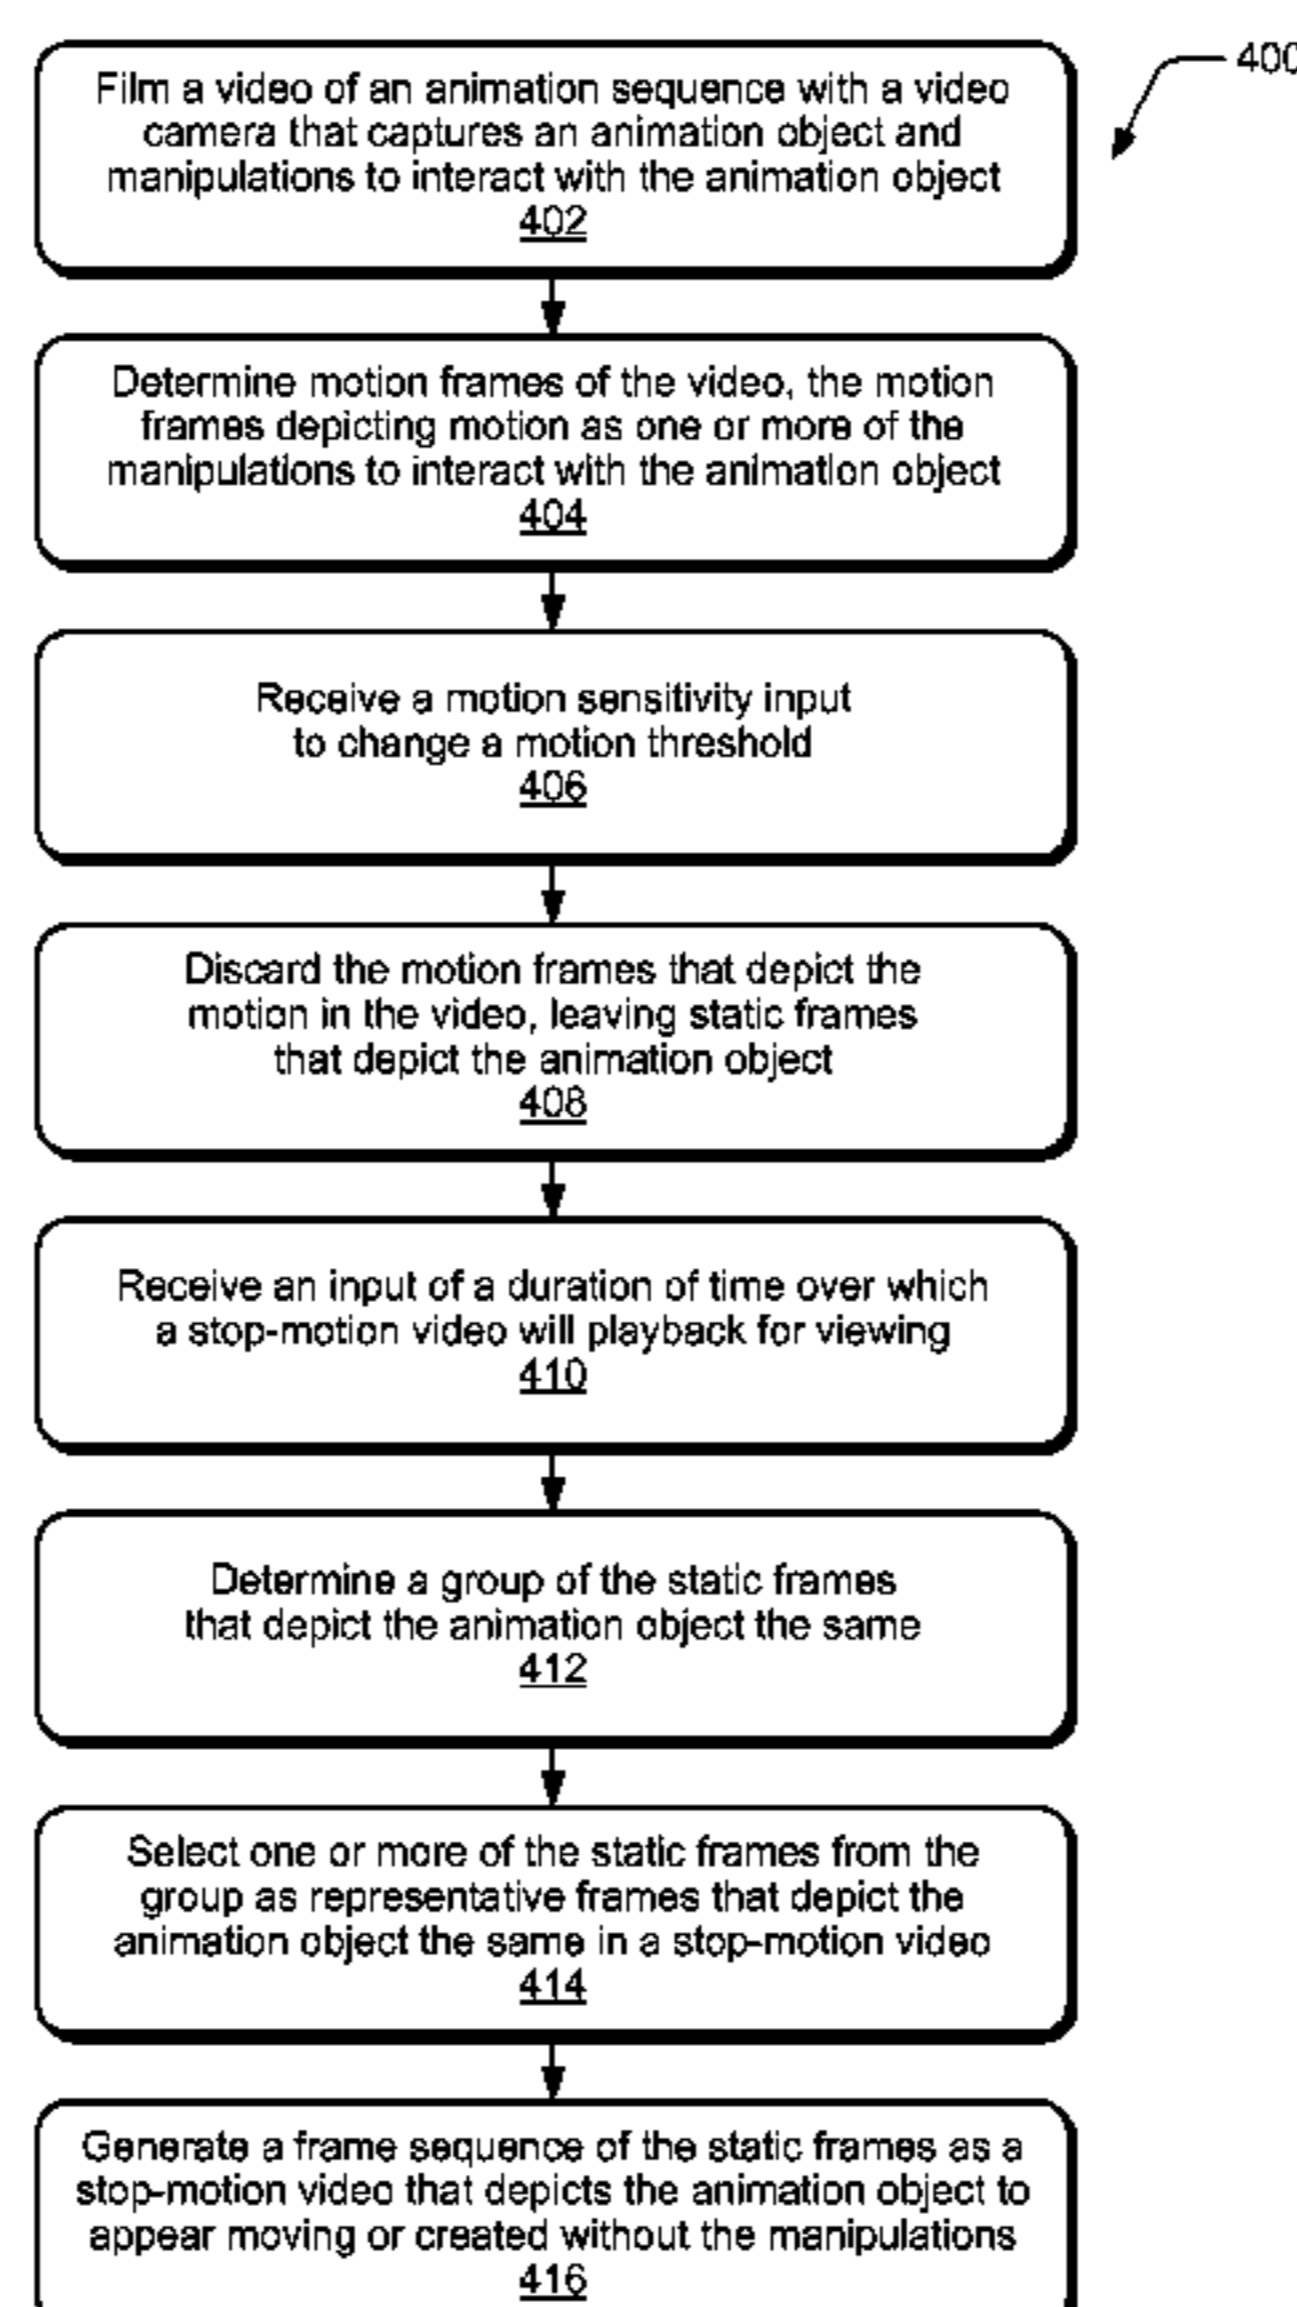 400
Film a video of an animation sequence with a video
camera that captures an animation object and
manipulations to interact with the animation object
402
Determine motion frames of the video, the motion
frames depicting motion as one or more of the
manipulations to interact with the animation object
404
Receive a motion sensitivity input
to change a motion threshold
406
Discard the motion frames that depict the
motion in the video, leaving static frames
that depict the animation object
408
Receive an input of a duration of time over which
a stop-motion video will playback for viewing
410
Determine a group of the static frames
that depict the animation object the same
412
Select one or more of the static frames from the
group as representative frames that depict the
animation object the same in a stop-motion video
414
Generate a frame sequence of the static frames as a
stop-motion video that depicts the animation object to
appear moving or created without the manipulations
416